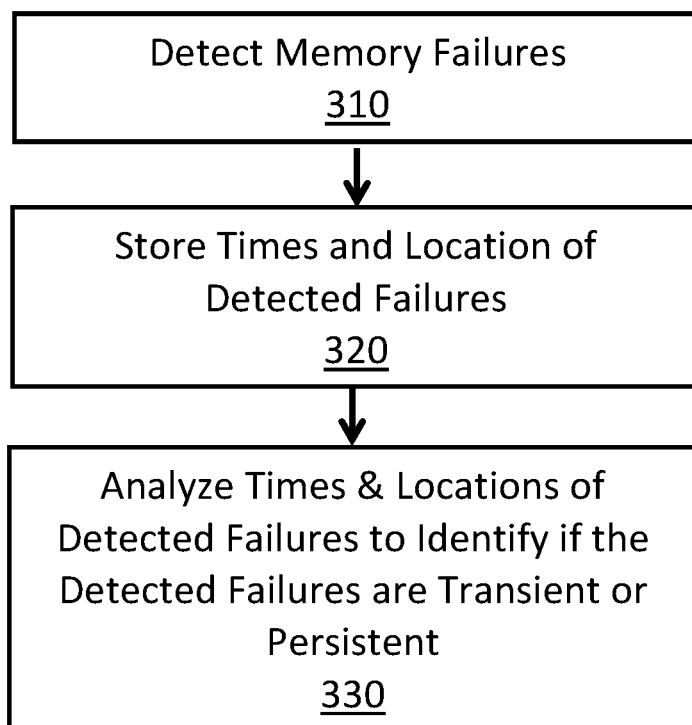 Detect Memory Failures
310
Store Times and Location of
Detected Failures
320
Analyze Times & Locations of
Detected Failures to Identify if the
Detected Failures are Transient or
Persistent
330